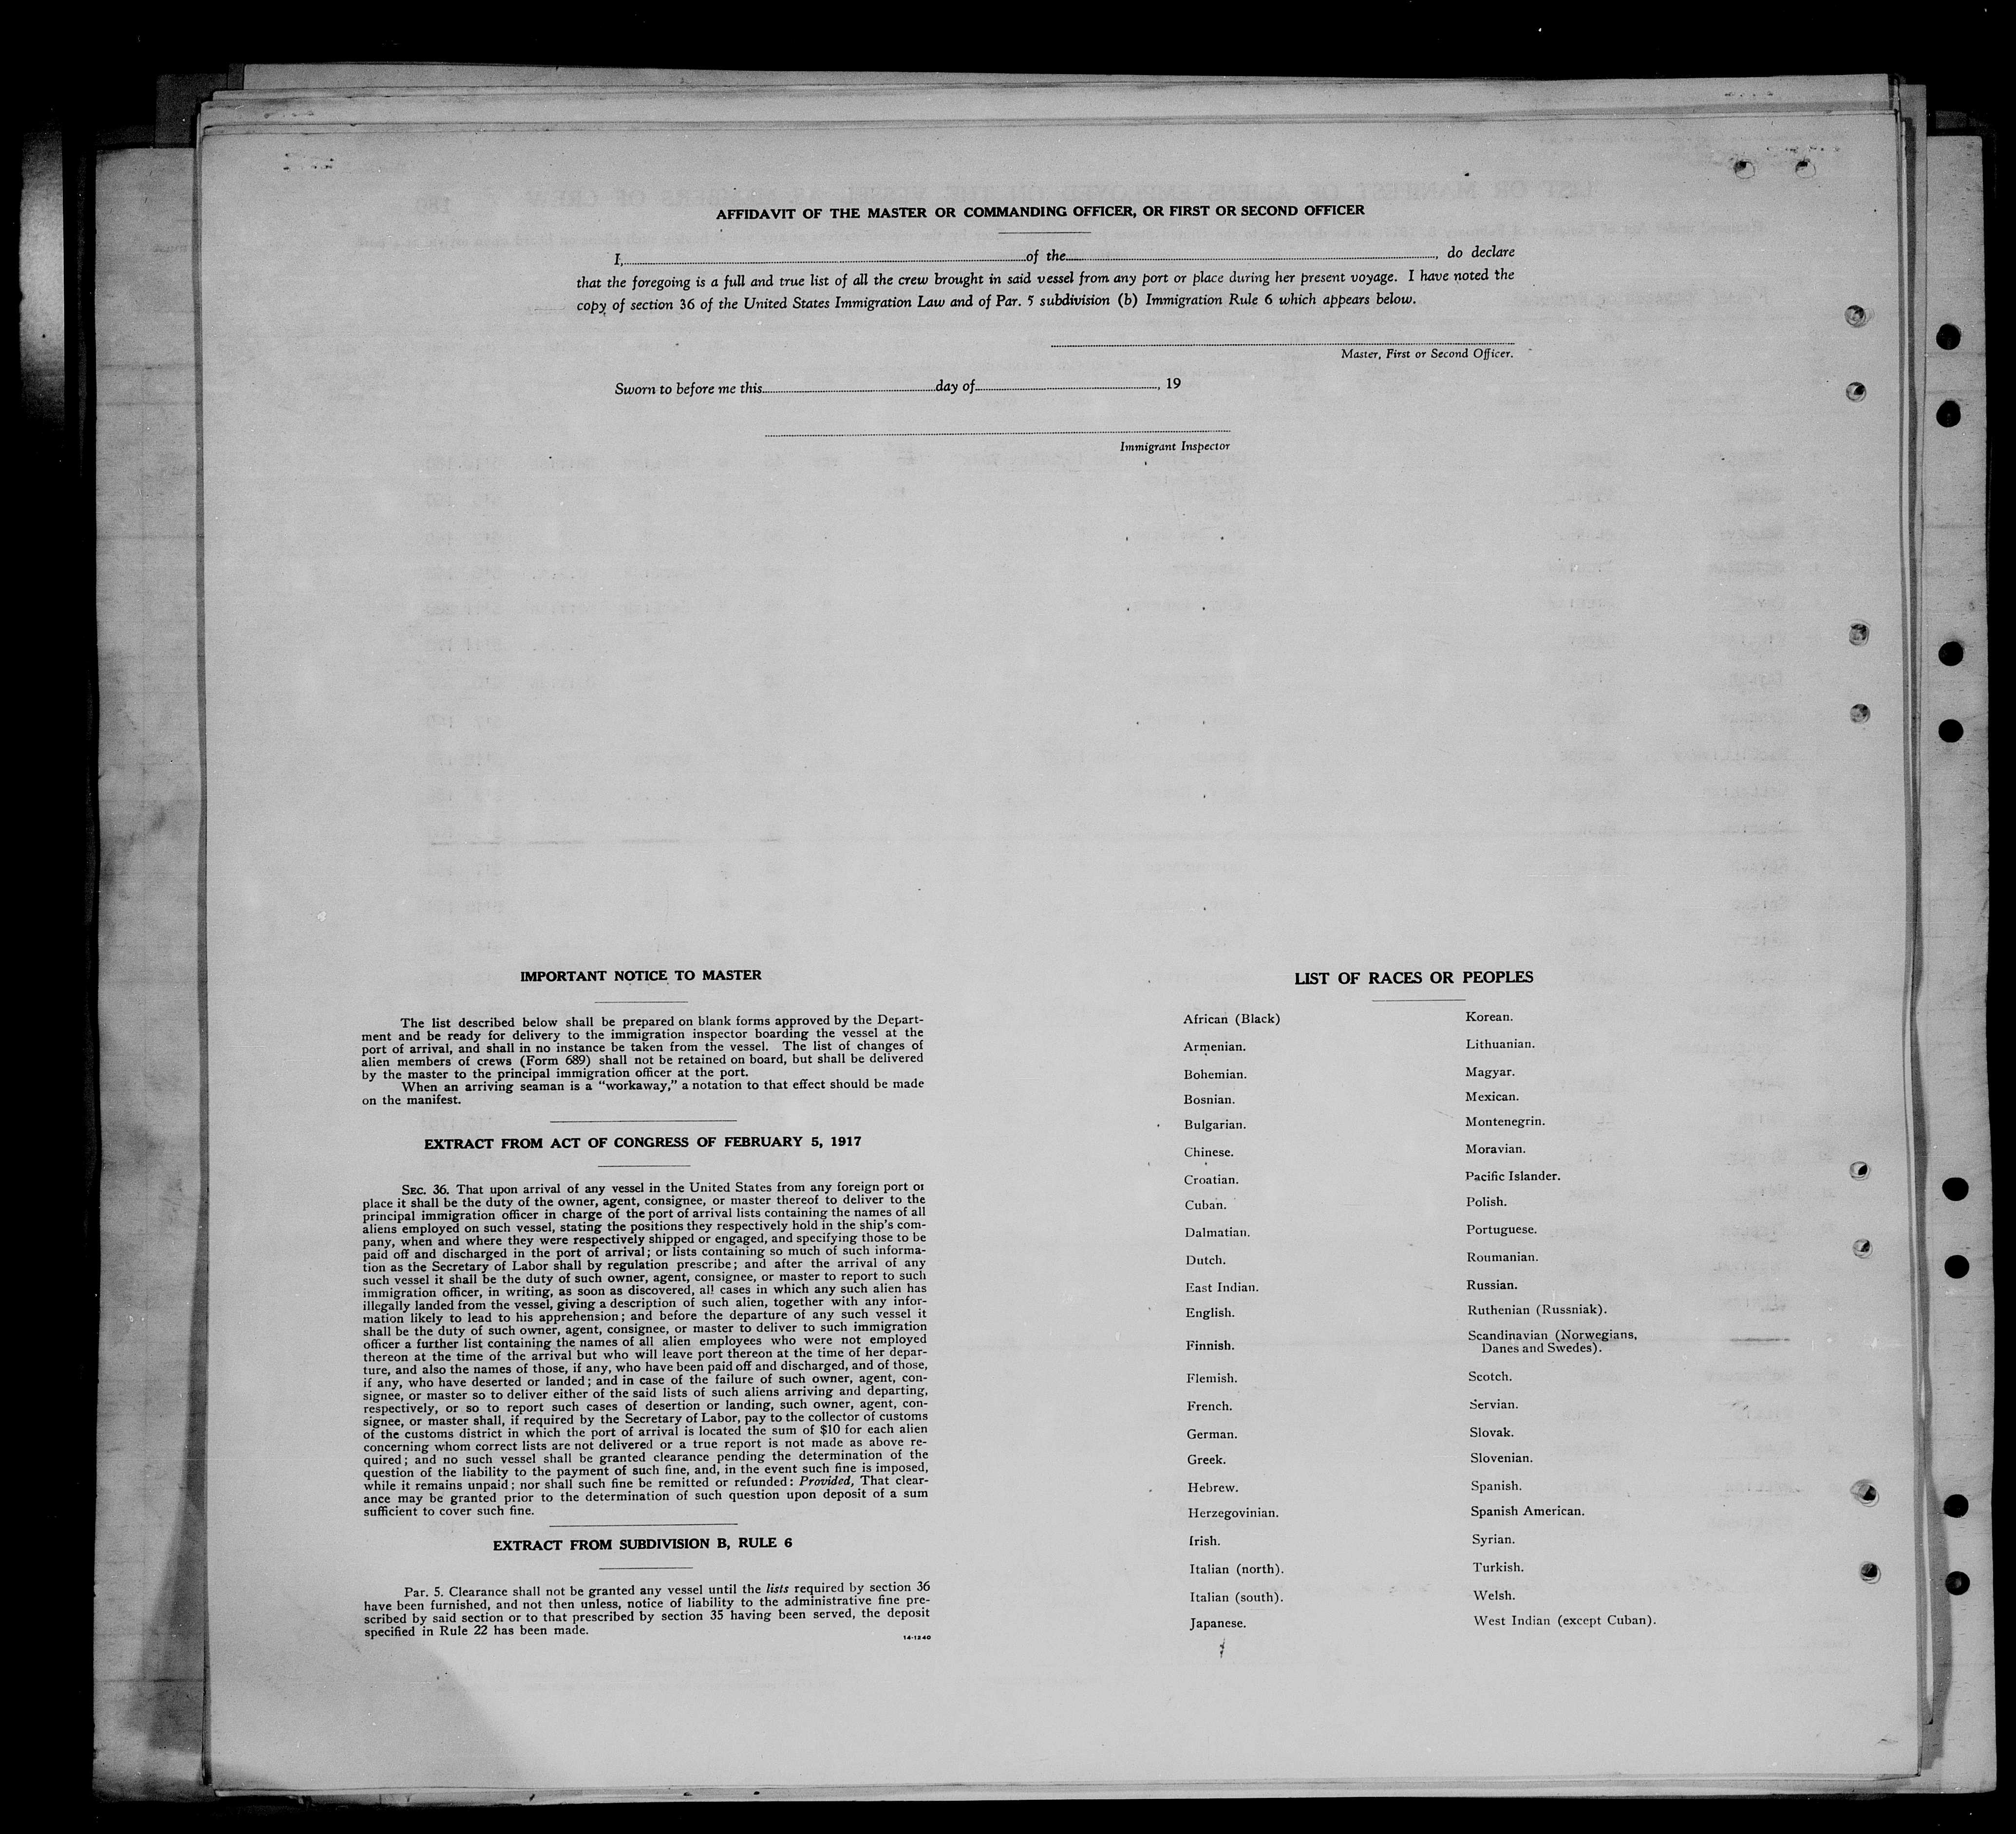 AFFIDAVIT OF THE MASTER OR COMMANDING OFFICER, OR FIRST OR SECOND OFFICER
I, of the , do declare
that the foregoing is a full and true list of all the crew brought in said vessel from any port or place during her present voyage. I have noted the
copy of section 36 of the United States Immigration Law and of Par. 5 subdivision (b) Immigration Rule 6 which appears below.
Master, First or Second Officer.
Sworn to before me this day of , 19
Immigrant Inspector
IMPORTANT NOTICE TO MASTER
The list described below shall be prepared on blank forms approved by the Depart-
ment and be ready for delivery to the immigration inspector boarding the vessel at the
port of arrival, and shall in no instance be taken from the vessel. The list of changes of
alien members of crews (Form 689) shall not be retained on board, but shall be delivered
by the master to the principal immigration officer at the port.
When an arriving seaman is a "workaway," a notation to that effect should be made
on the manifest.
EXTRACT FROM ACT OF CONGRESS OF FEBRUARY 5, 1917
SEC. 36. That upon arrival of any vessel in the United States from any foreign port or
place it shall be the duty of the owner, agent, consignee, or master thereof to deliver to the
principal immigration officer in charge of the port of arrival lists containing the names of all
aliens employed on such vessel, stating the positions they respectively hold in the ship's com-
pany, when and where they were respectively shipped or engaged, and specifying those to be
paid off and discharged in the port of arrival; or lists containing so much of such informa-
tion as the Secretary of Labor shall by regulation prescribe; and after the arrival of any
such vessel it shall be the duty of such owner, agent, consignee, or master to report to such
immigration officer, in writing, as soon as discovered, all cases in which any such alien has
illegally landed from the vessel, giving a description of such alien, together with any infor-
mation likely to lead to his apprehension; and before the departure of any such vessel it
shall be the duty of such owner, agent, consignee, or master to deliver to such immigration
officer a further list containing the names of all alien employees who were not employed
thereon at the time of the arrival but who will leave port thereon at the time of her depar-
ture, and also the names of those, if any, who have been paid off and discharged, and of those,
if any, who have deserted or landed; and in case of the failure of such owner, agent, con-
signee, or master so to deliver either of the said lists of such aliens arriving and departing,
respectively, or so to report such cases of desertion or landing, such owner, agent, con-
signee, or master shall, if required by the Secretary of Labor, pay to the collector of customs
of the customs district in which the port of arrival is located the sum of $10 for each alien
concerning whom correct lists are not delivered or a true report is not made as above re-
quired; and no such vessel shall be granted clearance pending the determination of the
question of the liability to the payment of such fine, and, in the event such fine is imposed,
while it remains unpaid; nor shall such fine be remitted or refunded: Provided, That clear-
ance may be granted prior to the determination of such question upon deposit of a sum
sufficient to cover such fine.
EXTRACT FROM SUBDIVISION B, RULE 6
Par. 5. Clearance shall not be granted any vessel until the lists required by section 36
have been furnished, and not then unless, notice of liability to the administrative fine pre-
scribed by said section or to that prescribed by section 35 having been served, the deposit
specified in Rule 22 has been made.
14-1240
LIST OF RACES OR PEOPLES
African (Black)
Armenian.
Bohemian.
Bosnian.
Bulgarian.
Chinese.
Croatian.
Cuban.
Dalmatian.
Dutch.
East Indian.
English.
Finnish.
Flemish.
French.
German.
Greek.
Hebrew.
Herzegovinian.
Irish.
Italian (north).
Italian (south).
Japanese.
Korean.
Lithuanian.
Magyar.
Mexican.
Montenegrin.
Moravian.
Pacific Islander.
Polish.
Portuguese.
Roumanian.
Russian.
Ruthenian (Russniak).
Scandinavian (Norwegians,
Danes and Swedes).
Scotch.
Servian.
Slovak.
Slovenian.
Spanish.
Spanish American.
Syrian.
Turkish.
Welsh.
West Indian (except Cuban).